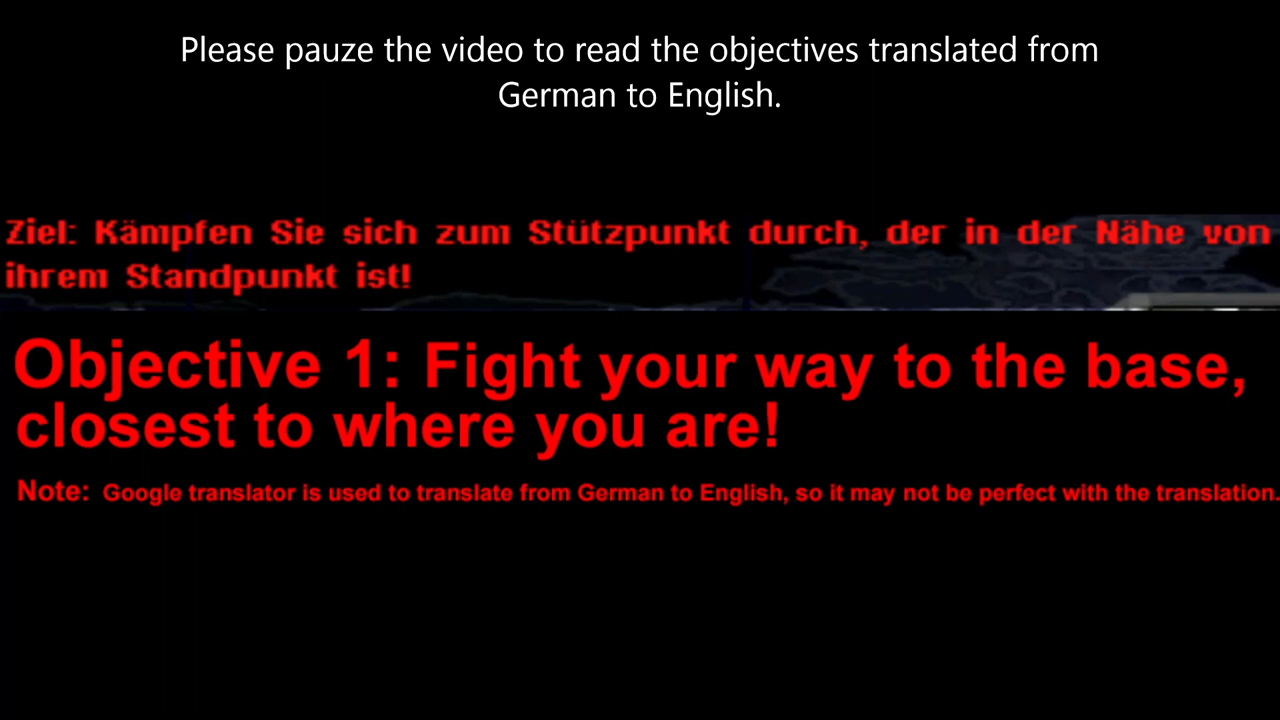 Please pauze the video to read the objectives translated from
German to English.
Ziel: Kämpfen Sie sich zum Stützpunkt durch, der in der Nähe von
ihrem Standpunkt ist!
Objective 1: Fight your way to the base,
closest to where you are!
Note: Google translator is used to translate from German to English, so it may not be perfect with the translation.